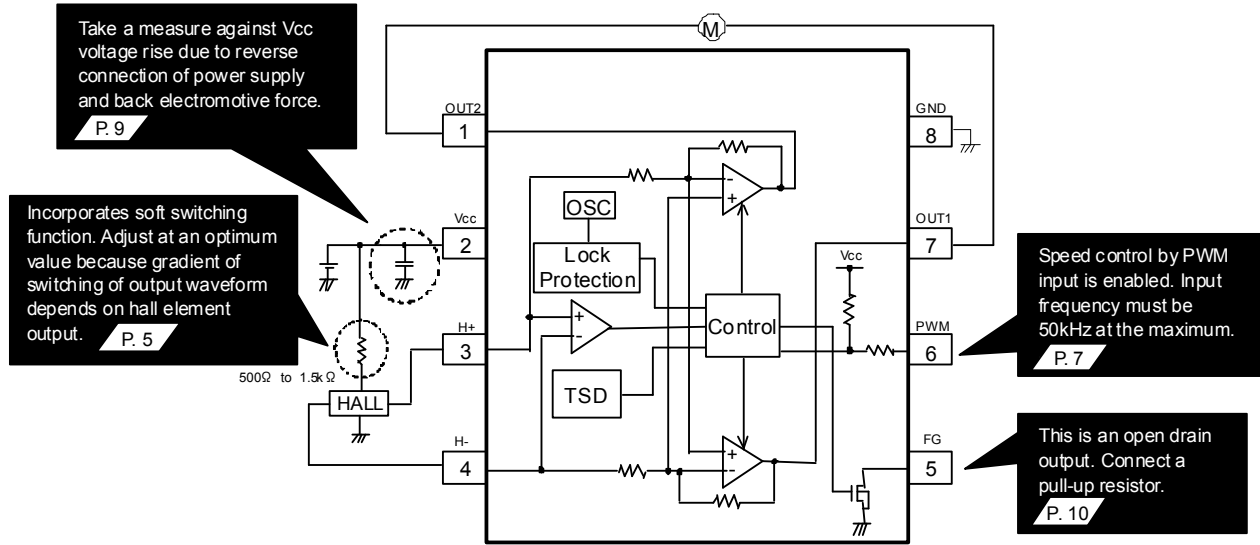 Take a measure against Vcc
voltage rise due to reverse
connection of power supply
and back electromotive force.
P. 9
Incorporates soft switching
function. Adjust at an optimum
value because gradient of
switching of output waveform
depends on hall element
output.
P. 5
500Ω to 1.5kΩ
HALL
M
OUT2
1
Vcc
2
H+
3
H-
4
OSC
Lock
Protection
Control
TSD
Vcc
GND
8
OUT1
7
PWM
6
FG
5
Speed control by PWM
input is enabled. Input
frequency must be
50kHz at the maximum.
P. 7
This is an open drain
output. Connect a
pull-up resistor.
P. 10